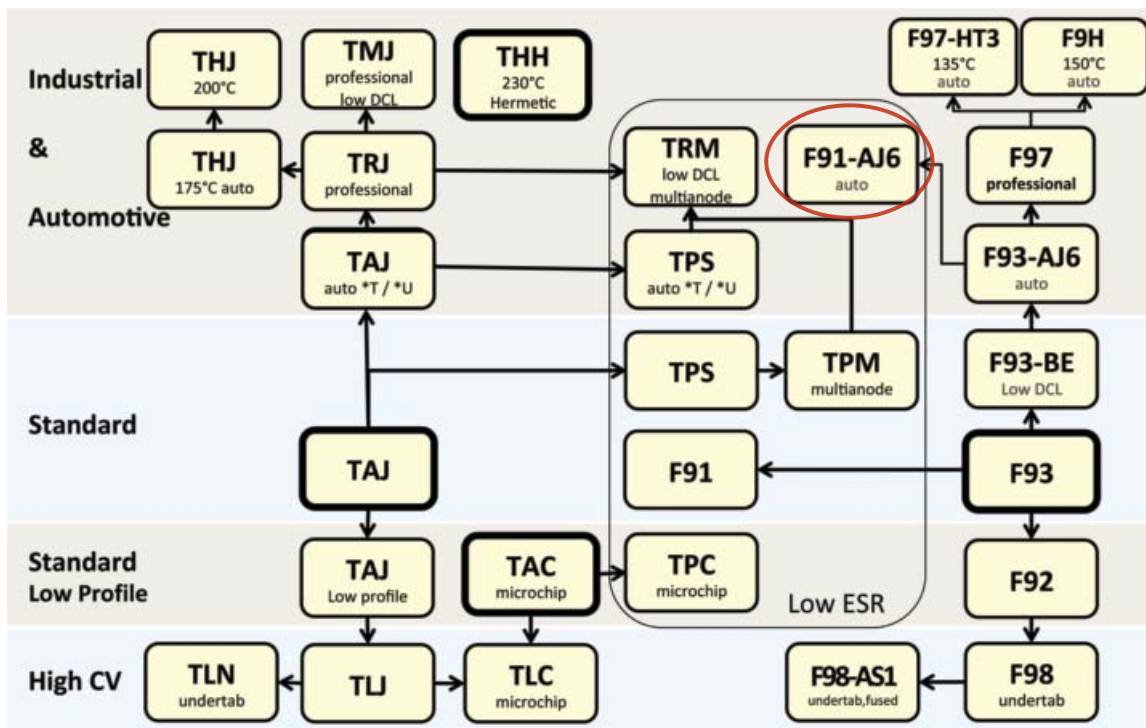 Industrial
&
Automotive
THJ
200°C
TMJ
professional
low DCL
THH
230°C
Hermetic
F97-HT3
135°C
auto
F9H
150°C
auto
THJ
175°C auto
TRJ
professional
TRM
low DCL
multianode
F91-AJ6
auto
F97
professional
TAJ
auto *T / *U
TPS
auto *T / *U
F93-AJ6
auto
Standard
TPS
TPM
multianode
F93-BE
Low DCL
TAJ
F91
F93
Standard
Low Profile
TAJ
Low profile
TAC
microchip
TPC
microchip
Low ESR
F92
High CV
TLN
undertab
TLJ
TLC
microchip
F98-AS1
undertab,fused
F98
undertab